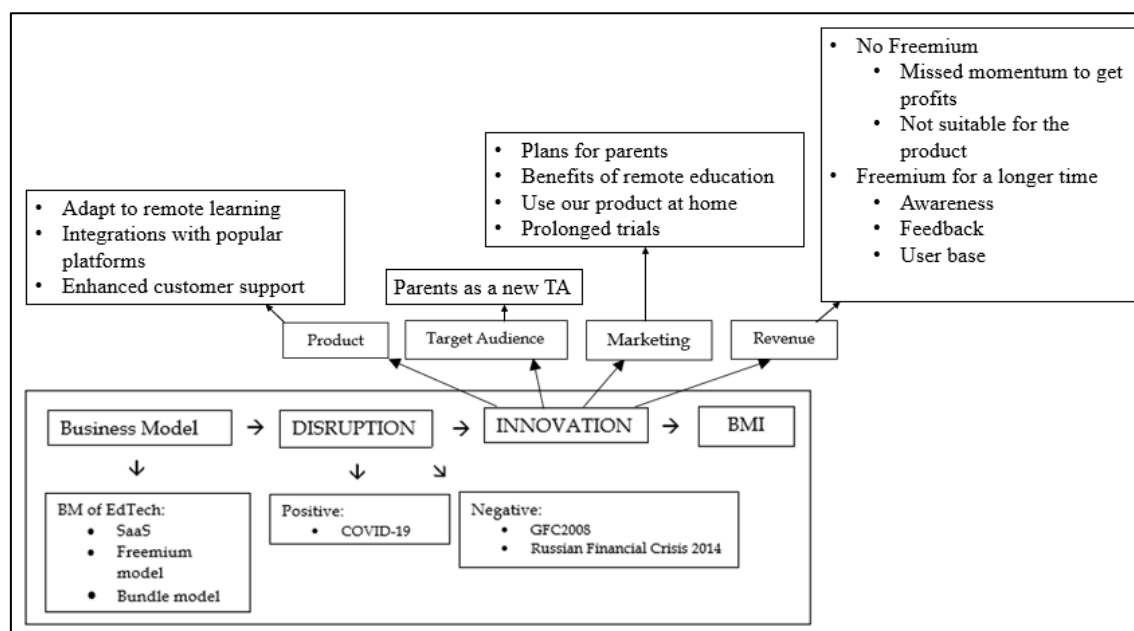 • No Freemium
• Missed momentum to get
profits
• Not suitable for the
product
• Freemium for a longer time
• Awareness
• Feedback
• User base
• Plans for parents
• Benefits of remote education
• Use our product at home
• Prolonged trials
• Adapt to remote learning
• Integrations with popular
platforms
• Enhanced customer support
Parents as a new TA
Product
Target Audience
Marketing
Revenue
Business Model → DISRUPTION → INNOVATION → BMI
BM of EdTech:
• SaaS
• Freemium
model
• Bundle model
Positive:
• COVID-19
Negative:
• GFC2008
• Russian Financial Crisis 2014